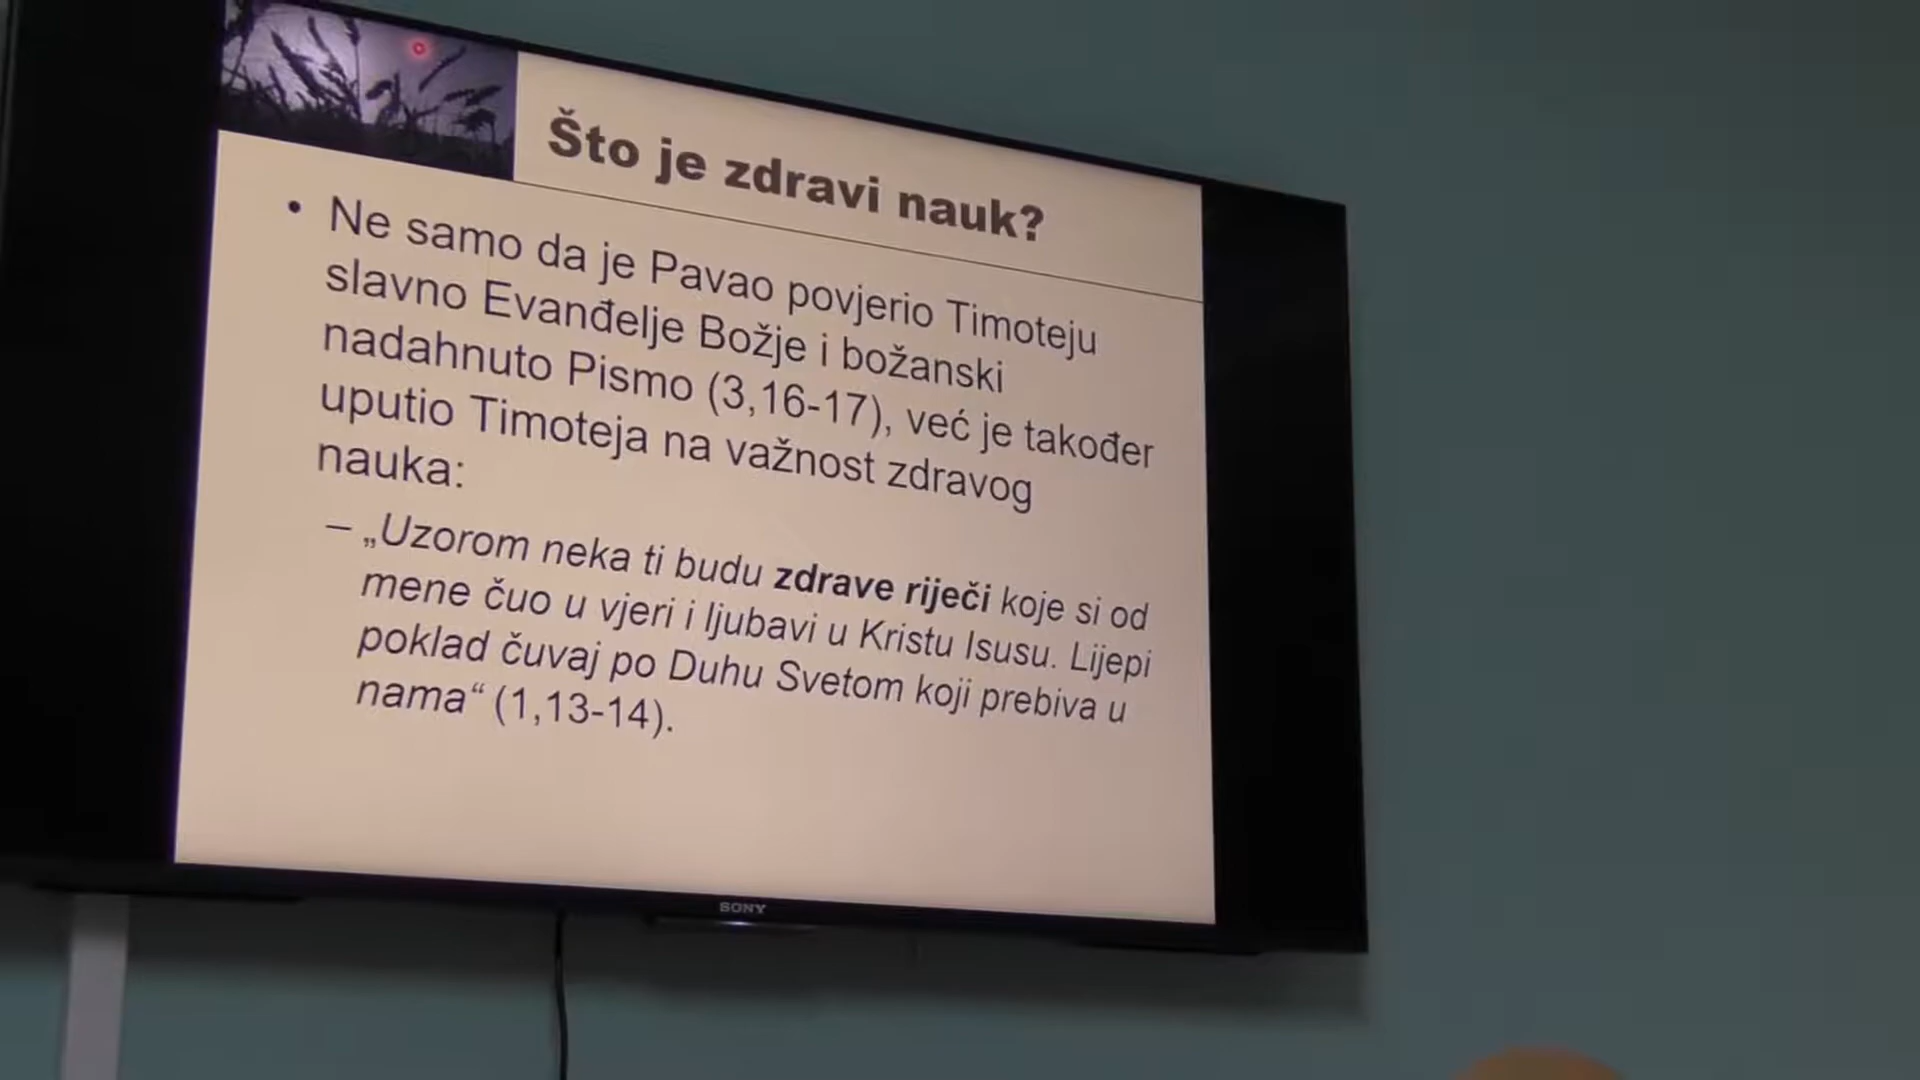 Što je zdravi nauk?
• Ne samo da je Pavao povjerio Timoteju
slavno Evanđelje Božje i božanski
nadahnuto Pismo (3,16-17), već je također
uputio Timoteja na važnost zdravog
nauka:
– „Uzorom neka ti budu zdrave riječi koje si od
mene čuo u vjeri i ljubavi u Kristu Isusu. Lijepi
poklad čuvaj po Duhu Svetom koji prebiva u
nama“ (1,13-14).
SONY